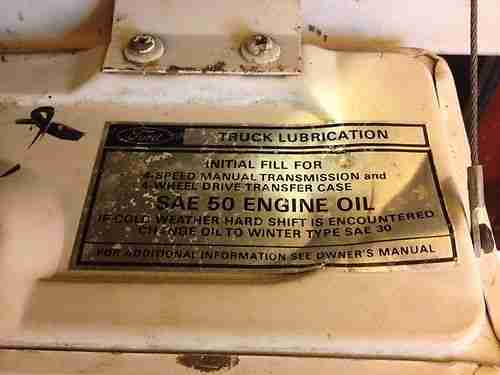 Ford TRUCK LUBRICATION
INITIAL FILL FOR
4-SPEED MANUAL TRANSMISSION and
4-WHEEL DRIVE TRANSFER CASE
SAE 50 ENGINE OIL
IF COLD WEATHER HARD SHIFT IS ENCOUNTERED
CHANGE OIL TO WINTER TYPE SAE 30
FOR ADDITIONAL INFORMATION SEE OWNER'S MANUAL